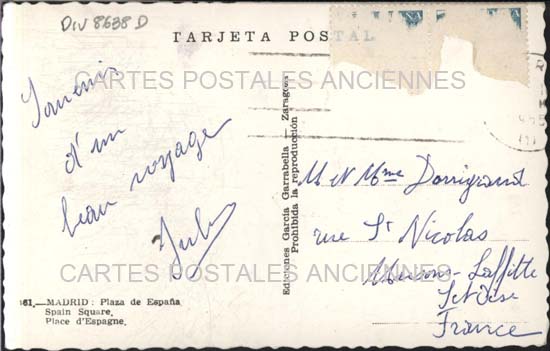 DIV 8638 D
TARJETA POSTAL
CARTES POSTALES ANCIENNES
Souvenir
d'un
beau voyage
Ediciones García Garrabella — Zaragoza
Prohibida la reproducción
M et Mme
rue St Nicolas
Maisons-Laffitte
Set Oise
France
CARTES POSTALES ANCIENNES
161.—MADRID: Plaza de España
Spain Square.
Place d'Espagne.